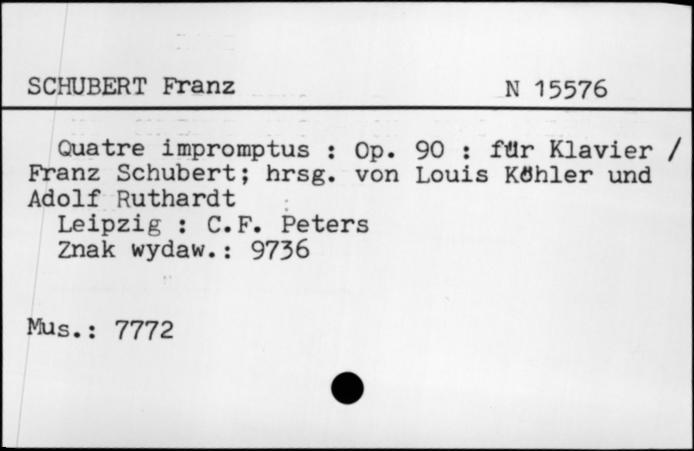 SCHUBERT Franz N 15576
Quatre impromptus : Op. 90 : für Klavier /
Franz Schubert; hrsg. von Louis Köhler und
Adolf Ruthardt
Leipzig : C.F. Peters
Znak wydaw.: 9736
Mus.: 7772